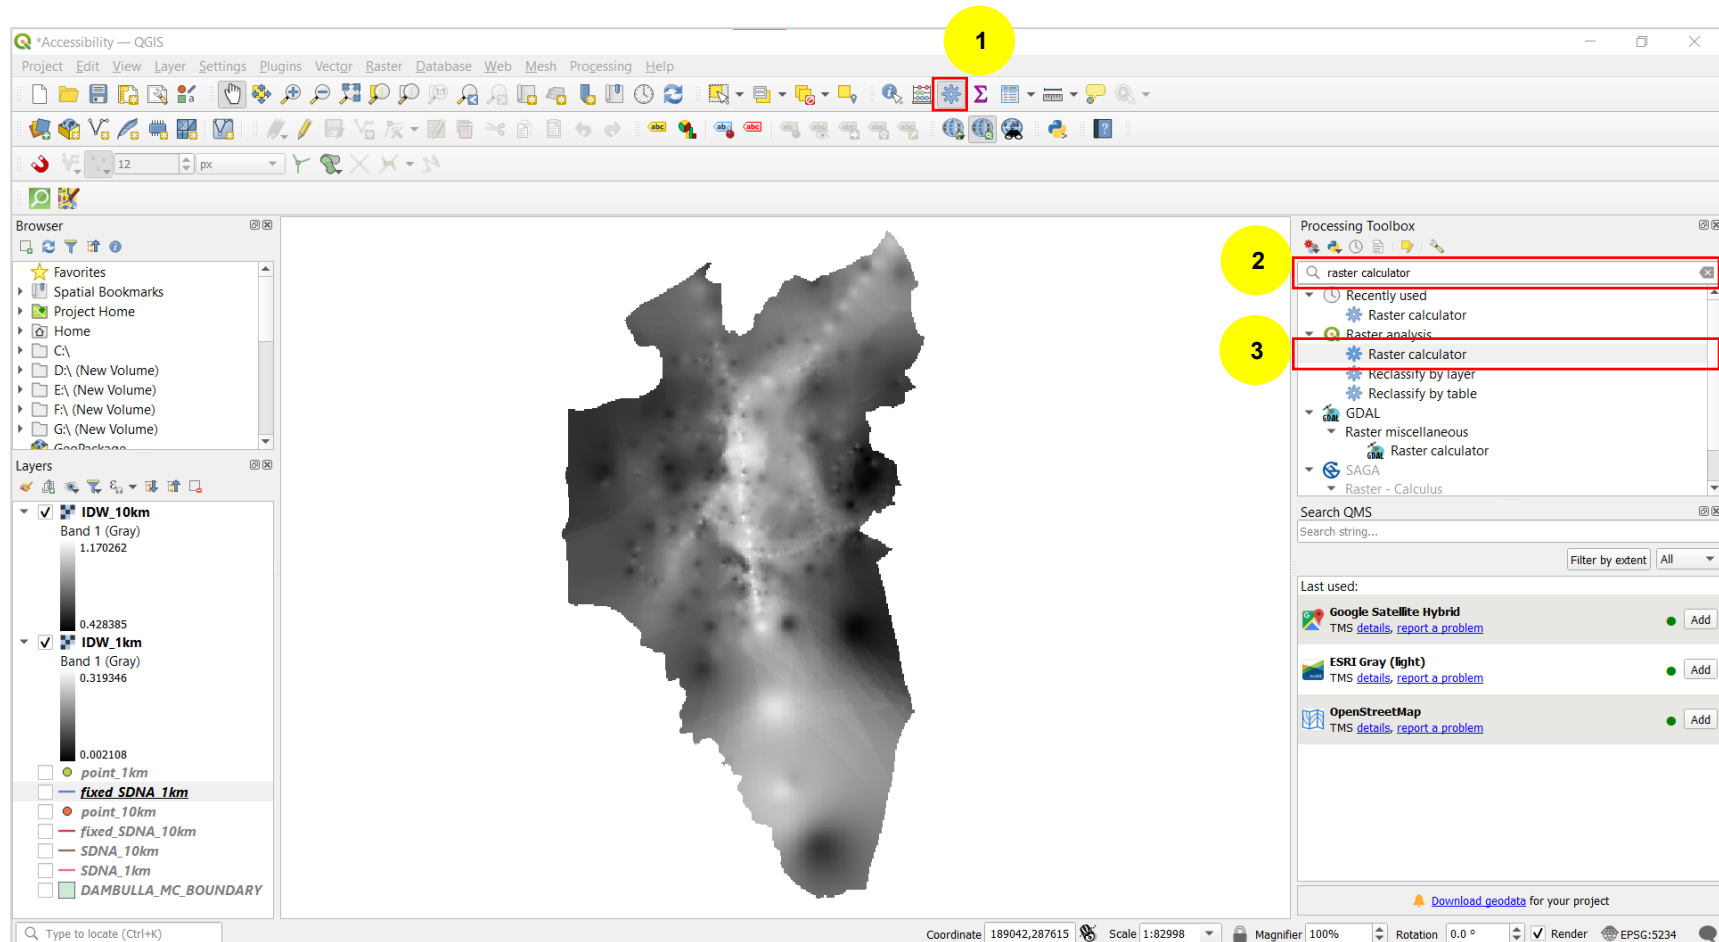 1
*Accessibility — QGIS
Project Edit View Layer Settings Plugins Vector Raster Database Web Mesh Processing Help
12 px
Browser
Favorites
Spatial Bookmarks
Project Home
Home
C:\
D:\ (New Volume)
E:\ (New Volume)
F:\ (New Volume)
G:\ (New Volume)
GeoPackage
Layers
IDW_10km
Band 1 (Gray)
1.170262
0.428385
IDW_1km
Band 1 (Gray)
0.319346
0.002108
point_1km
fixed_SDNA_1km
point_10km
fixed_SDNA_10km
SDNA_10km
SDNA_1km
DAMBULLA_MC_BOUNDARY
Processing Toolbox
2
raster calculator
Recently used
Raster calculator
Raster analysis
3
Raster calculator
Reclassify by layer
Reclassify by table
GDAL
Raster miscellaneous
Raster calculator
SAGA
Raster - Calculus
Search QMS
Search string...
Filter by extent All
Last used:
Google Satellite Hybrid
TMS details, report a problem
Add
ESRI Gray (light)
TMS details, report a problem
Add
OpenStreetMap
TMS details, report a problem
Add
Download geodata for your project
Type to locate (Ctrl+K) Coordinate 189042,287615 Scale 1:82998 Magnifier 100% Rotation 0.0 ° Render EPSG:5234